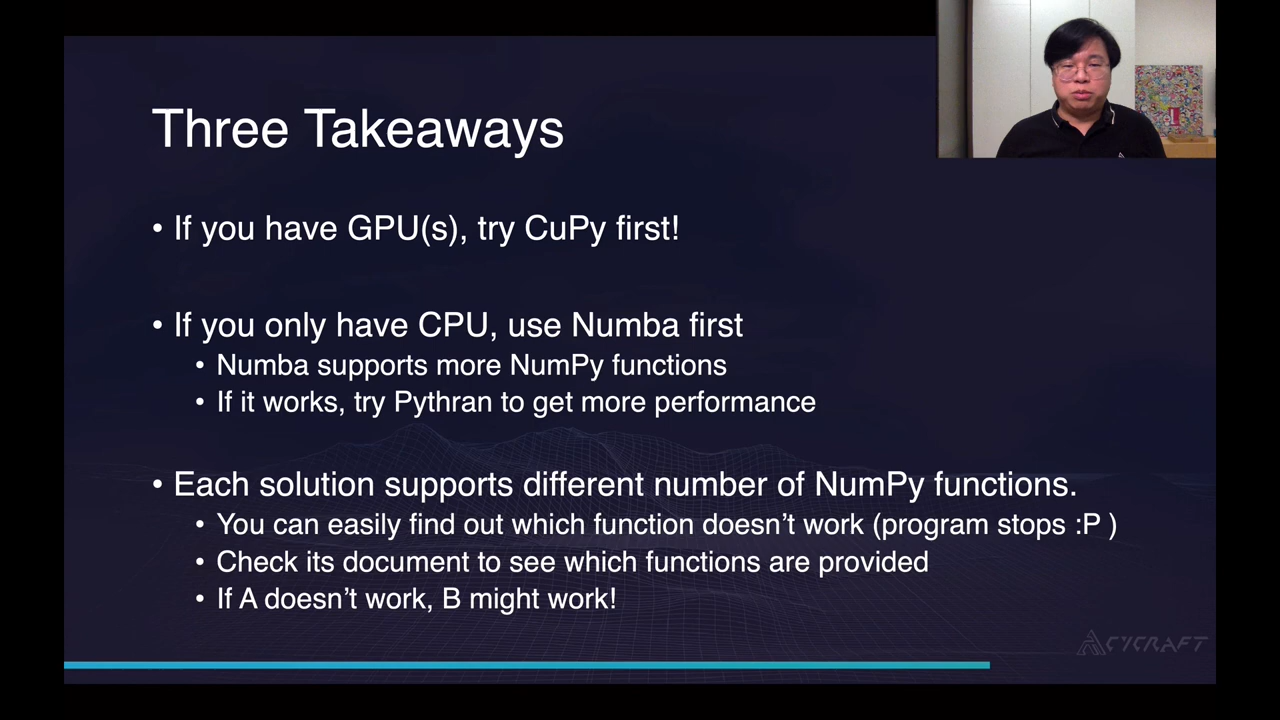 Three Takeaways
• If you have GPU(s), try CuPy first!
• If you only have CPU, use Numba first
• Numba supports more NumPy functions
• If it works, try Pythran to get more performance
• Each solution supports different number of NumPy functions.
• You can easily find out which function doesn’t work (program stops :P )
• Check its document to see which functions are provided
• If A doesn’t work, B might work!
CYCRAFT